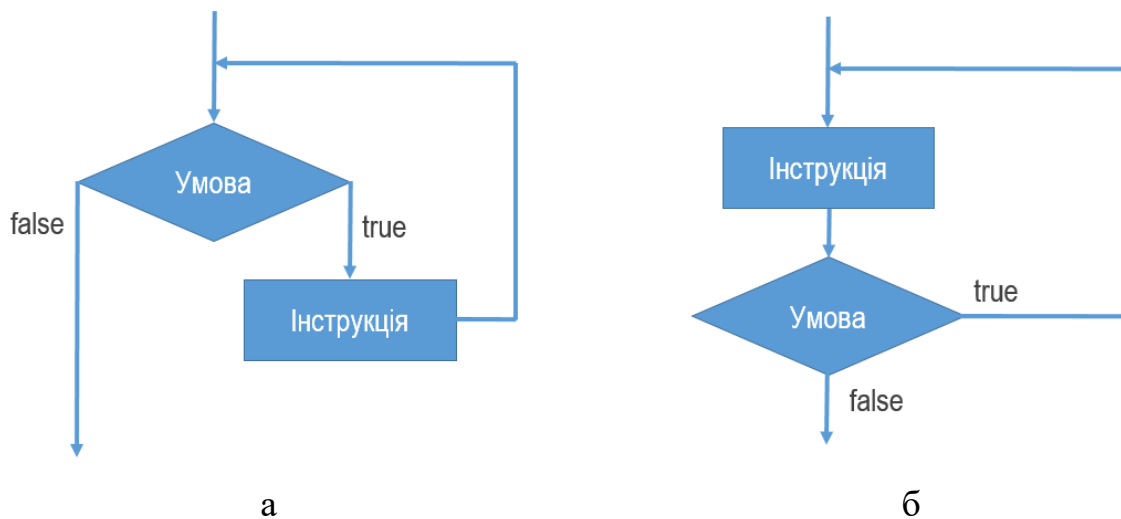 Умова
false
true
Інструкція
а
Інструкція
Умова
true
false
б